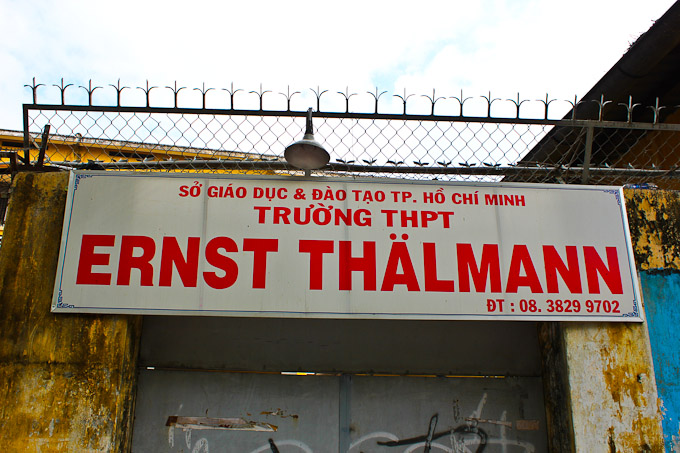 SỞ GIÁO DỤC & ĐÀO TẠO TP. HỒ CHÍ MINH
TRƯỜNG THPT
ERNST THÄLMANN
ĐT : 08. 3829 9702